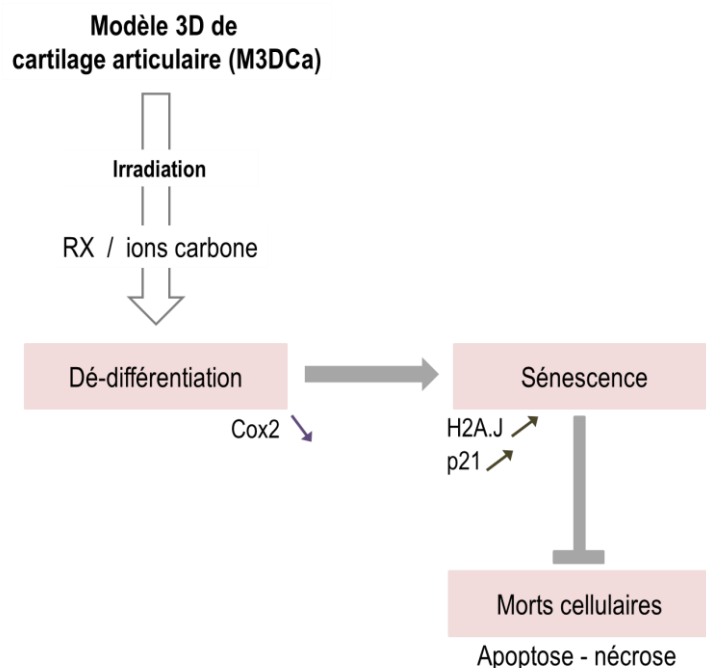 Modèle 3D de
cartilage articulaire (M3DCa)
Irradiation
RX / ions carbone
Dé-différentiation
Sénescence
Cox2
H2A.J
p21
Morts cellulaires
Apoptose - nécrose